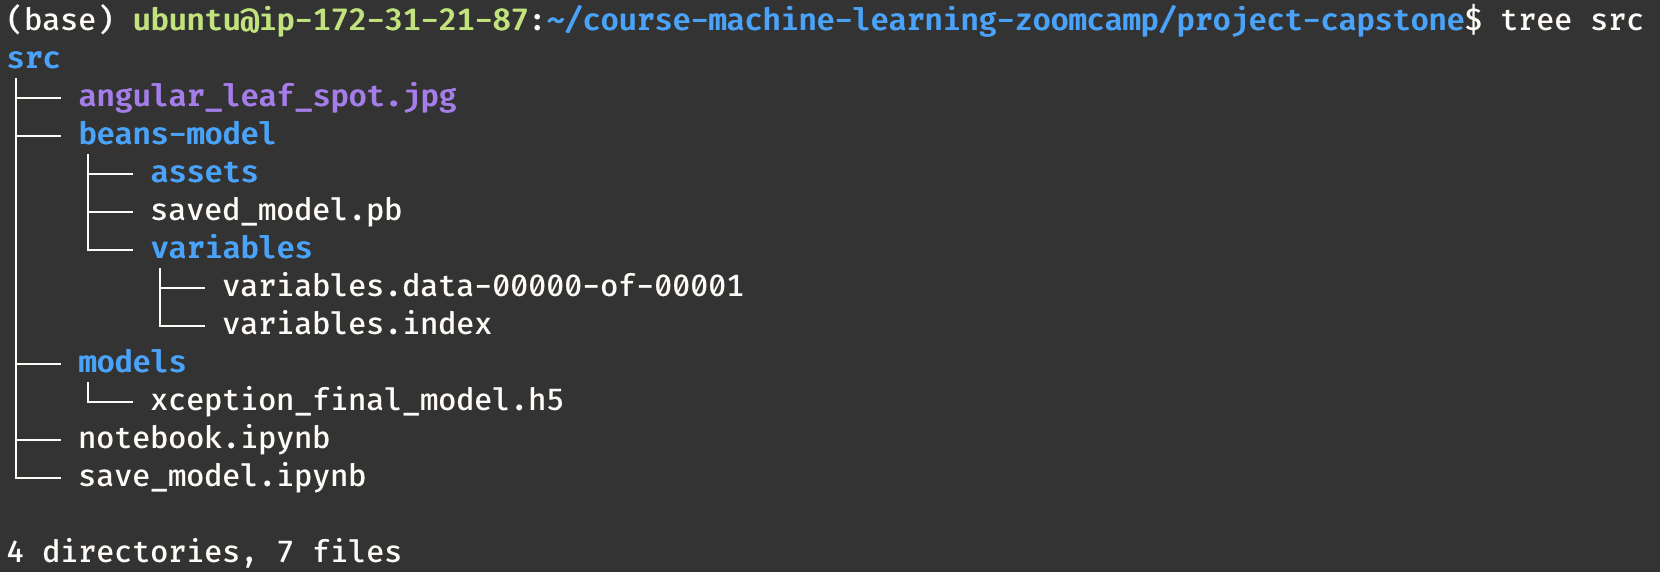 (base) ubuntu@ip-172-31-21-87:~/course-machine-learning-zoomcamp/project-capstone$ tree src
src
├── angular_leaf_spot.jpg
├── beans-model
│   ├── assets
│   ├── saved_model.pb
│   └── variables
│       ├── variables.data-00000-of-00001
│       └── variables.index
├── models
│   └── xception_final_model.h5
├── notebook.ipynb
└── save_model.ipynb
4 directories, 7 files